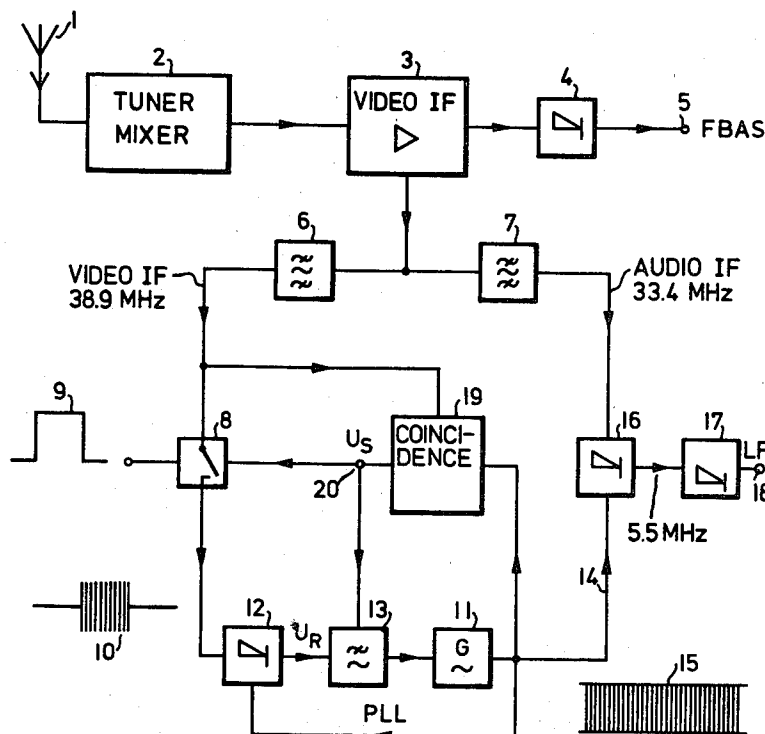 1
2
3
4
TUNER
MIXER
VIDEO IF
5
FBAS
6
7
VIDEO IF
38.9 MHz
AUDIO IF
33.4 MHz
9
8
19
COINCI-
DENCE
US
20
16
17
LF
18
5.5 MHz
14
10
12
UR
13
11
G
15
PLL